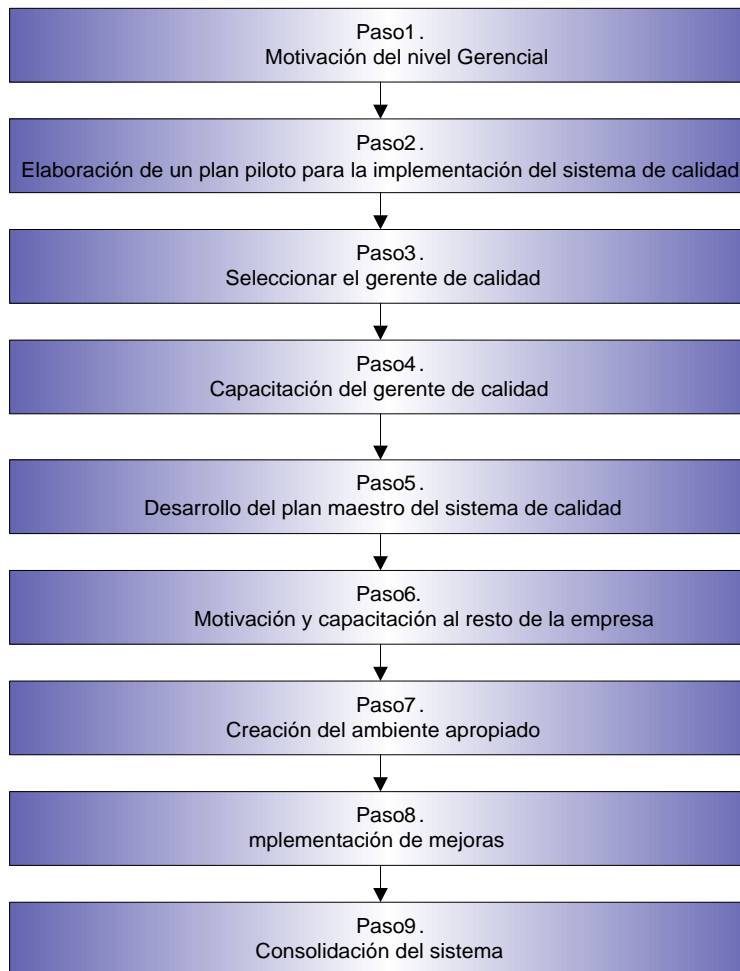 Paso1.
Motivación del nivel Gerencial
Paso2.
Elaboración de un plan piloto para la implementación del sistema de calidad
Paso3.
Seleccionar el gerente de calidad
Paso4.
Capacitación del gerente de calidad
Paso5.
Desarrollo del plan maestro del sistema de calidad
Paso6.
Motivación y capacitación al resto de la empresa
Paso7.
Creación del ambiente apropiado
Paso8.
mplementación de mejoras
Paso9.
Consolidación del sistema